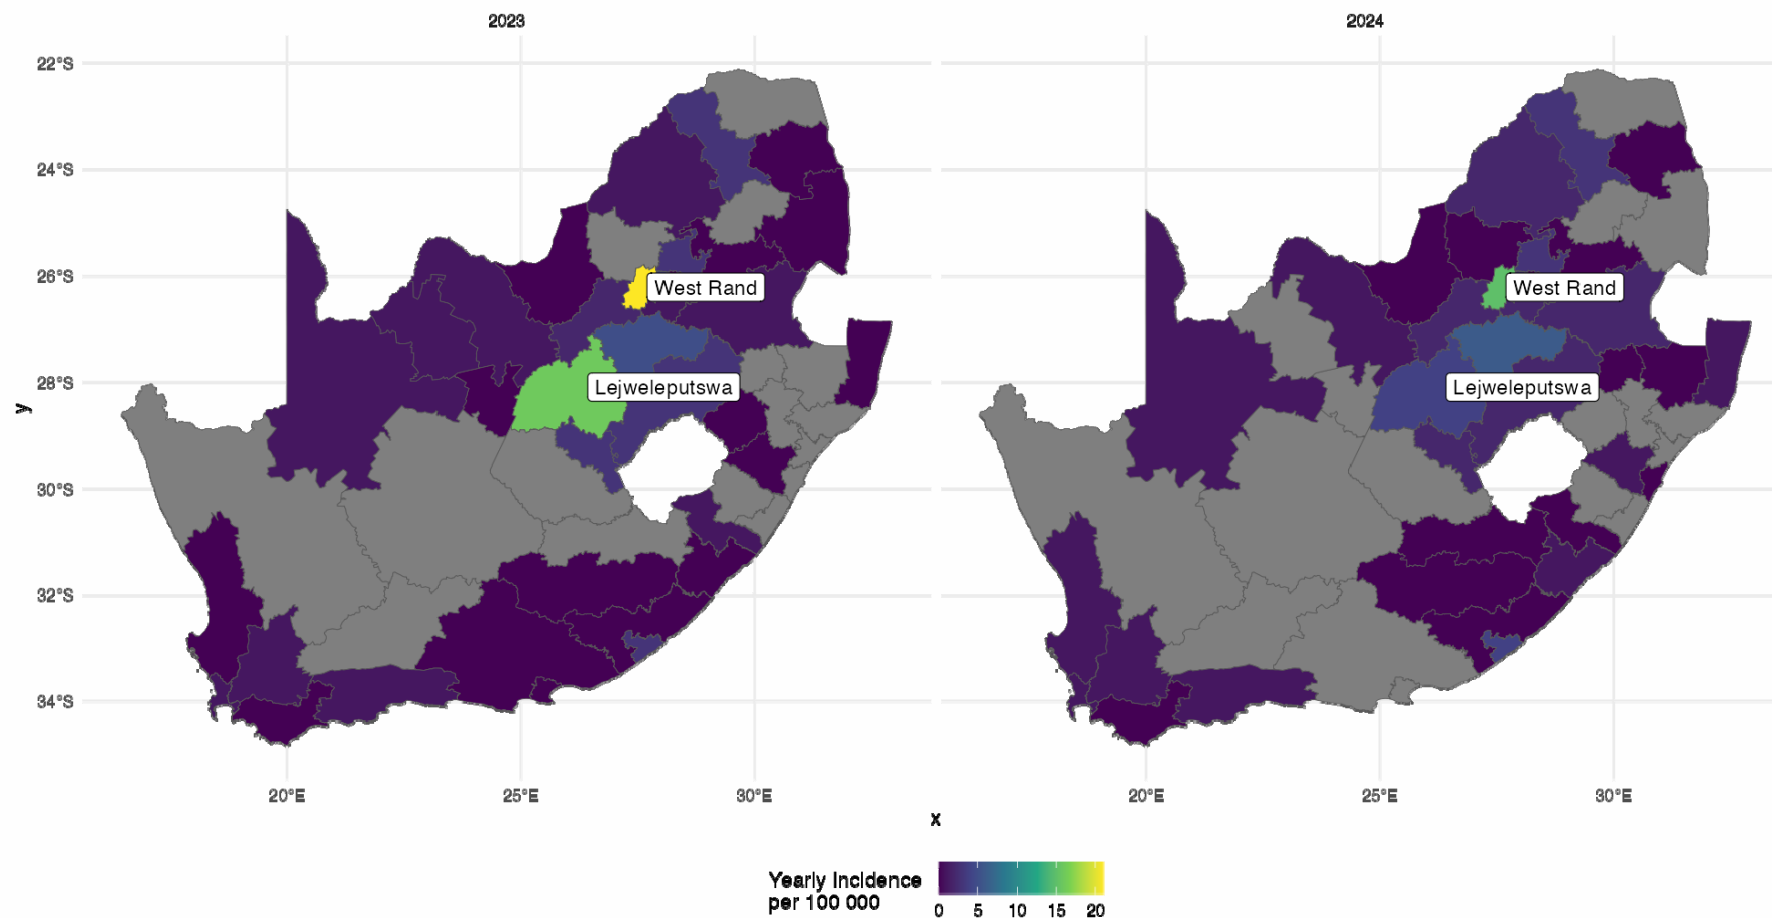 2023
2024
22°S
24°S
26°S
28°S
30°S
32°S
34°S
y
West Rand
Lejweleputswa
West Rand
Lejweleputswa
20°E
25°E
30°E
20°E
25°E
30°E
x
Yearly Incidence
per 100 000
0
5
10
15
20